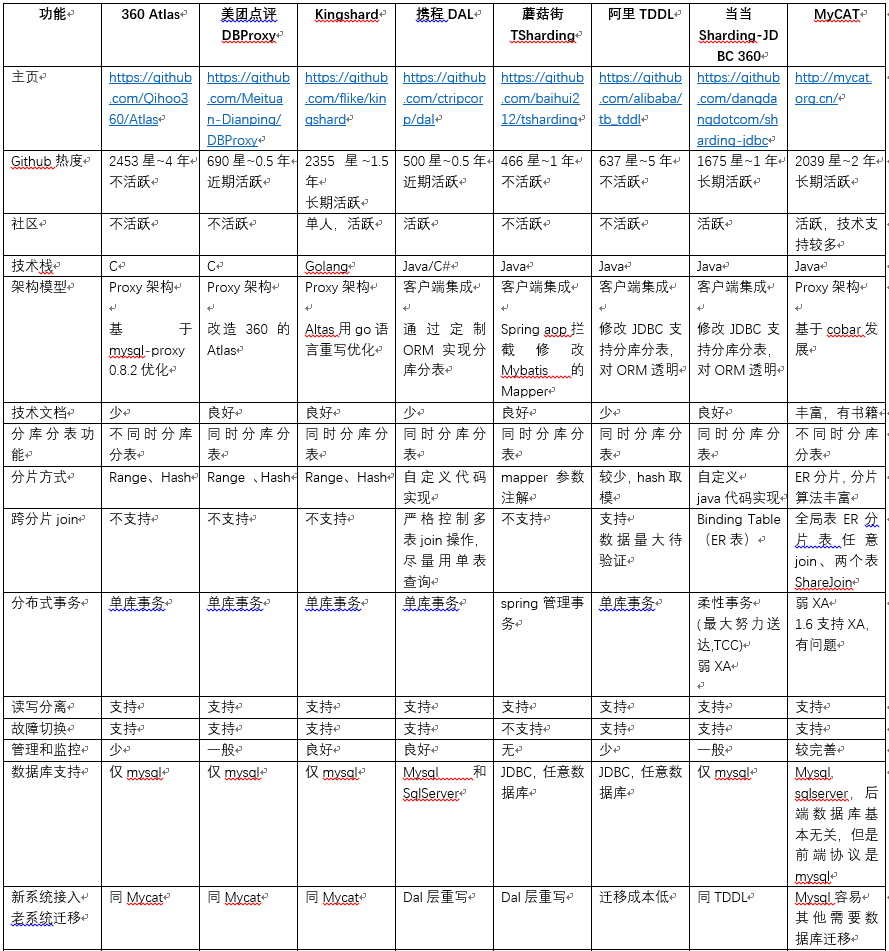 功能
360 Atlas
美团点评
DBProxy
Kingshard
携程 DAL
蘑菇街
TSharding
阿里 TDDL
当当
Sharding-JD
BC 360
MyCAT
主页
https://github
.com/Qihoo3
60/Atlas
https://github
.com/Meitua
n-Dianping/
DBProxy
https://github
.com/flike/kin
gshard
https://github
.com/ctripcor
p/dal
https://github
.com/baihui2
12/tsharding
https://github
.com/alibaba/
tb_tddl
https://github
.com/dangda
ngdotcom/sh
arding-jdbc
http://mycat.
org.cn/
Github 热度
2453 星~4 年
不活跃
690 星~0.5 年
近期活跃
2355 星~1.5
年
长期活跃
500 星~0.5 年
近期活跃
466 星~1 年
不活跃
637 星~5 年
不活跃
1675 星~1 年
长期活跃
2039 星~2 年
长期活跃
社区
不活跃
不活跃
单人，活跃
活跃
不活跃
不活跃
活跃
活跃，技术支
持较多
技术栈
C
C
Golang
Java/C#
Java
Java
Java
Java
架构模型
Proxy 架构
基于
mysql-proxy
0.8.2 优化
Proxy 架构
改造 360 的
Atlas
Proxy 架构
Altas 用 go 语
言重写优化
客户端集成
通过定制
ORM 实现分
库分表
客户端集成
Spring aop 拦
截修改
Mybatis 的
Mapper
客户端集成
修改 JDBC 支
持分库分表，
对 ORM 透明
客户端集成
修改 JDBC 支
持分库分表，
对 ORM 透明
Proxy 架构
基于 cobar 发
展
技术文档
少
良好
良好
少
良好
少
良好
丰富，有书籍
分库分表功
能
不同时分库
分表
同时分库分
表
同时分库分
表
同时分库分
表
同时分库分
表
同时分库分
表
同时分库分
表
不同时分库
分表
分片方式
Range、Hash
Range 、Hash
Range、Hash
自定义代码
实现
mapper 参数
注解
较少，hash 取
模
自定义
java 代码实现
ER 分片，分片
算法丰富
跨分片 join
不支持
不支持
不支持
严格控制多
表 join 操作，
尽量用单表
查询
不支持
支持
数据量大待
验证
Binding Table
（ER 表）
全局表 ER 分
片表任意
join、两个表
ShareJoin
分布式事务
单库事务
单库事务
单库事务
单库事务
spring 管理事
务
单库事务
柔性事务
(最大努力送
达,TCC)
弱 XA
弱 XA
1.6 支持 XA，
有问题
读写分离
支持
支持
支持
支持
支持
支持
支持
支持
故障切换
支持
支持
支持
支持
不支持
支持
支持
支持
管理和监控
少
一般
良好
良好
无
少
一般
较完善
数据库支持
仅 mysql
仅 mysql
仅 mysql
Mysql 和
SqlServer
JDBC，任意数
据库
JDBC，任意数
据库
仅 mysql
Mysql,
sqlserver，后
端数据库基
本无关，但是
前端协议是
mysql
新系统接入
老系统迁移
同 Mycat
同 Mycat
同 Mycat
Dal 层重写
Dal 层重写
迁移成本低
同 TDDL
Mysql 容易
其他需要数
据库迁移